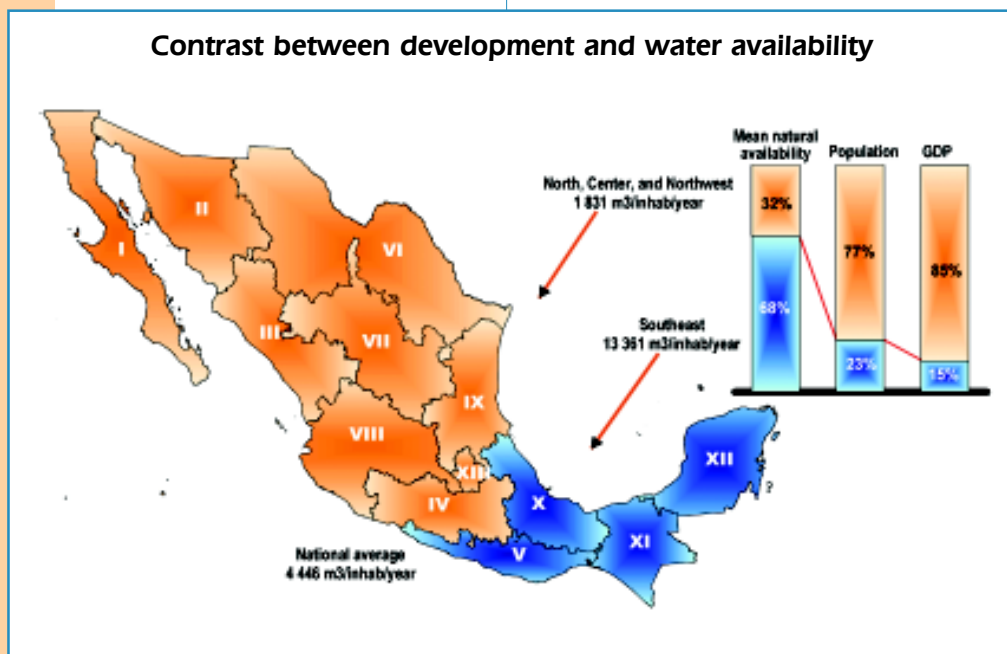 Contrast between development and water availability
Mean natural
availability
Population
GDP
North, Center, and Northwest
1 831 m3/inhab/year
32%
77%
85%
68%
23%
15%
Southeast
13 361 m3/inhab/year
I
II
VI
III
VII
IX
VIII
XIII
IV
X
V
XI
XII
?
National average
4 446 m3/inhab/year